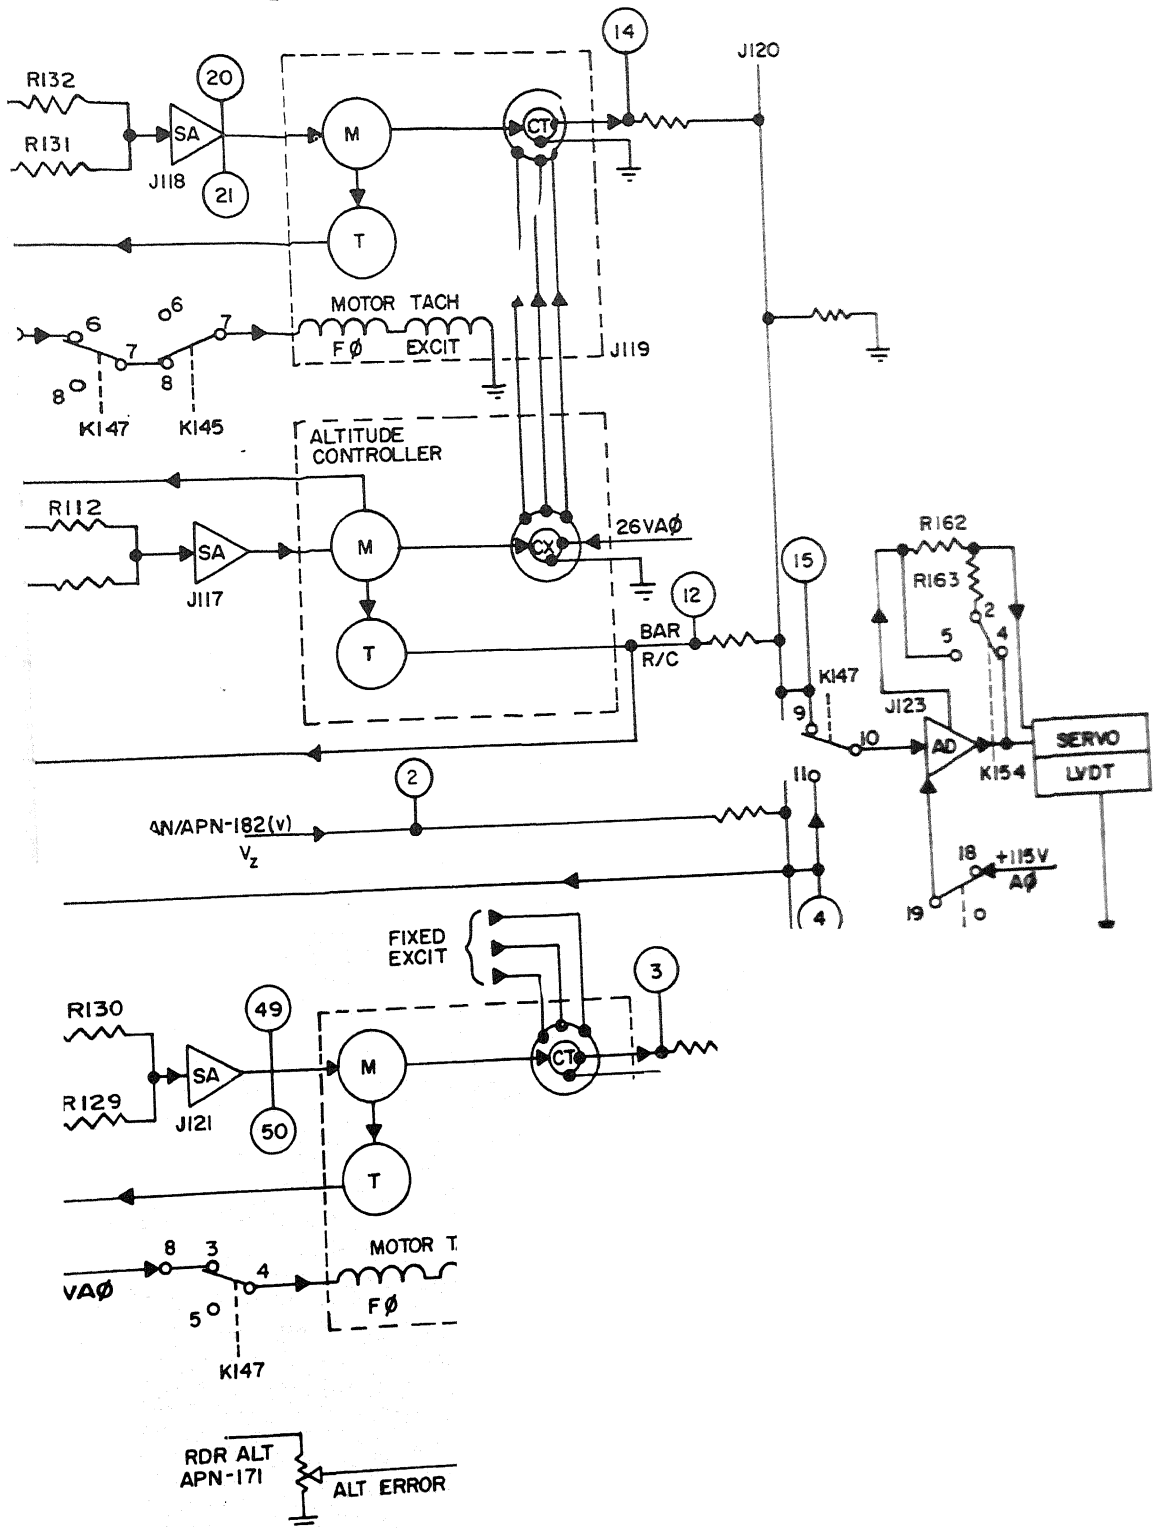 14
J120
R132
20
SA
M
CT
R131
J118
21
T
6
6
7
MOTOR TACH
FØ EXCIT
J119
7
8
8
K147
K145
ALTITUDE
CONTROLLER
R112
SA
M
CX
26VAØ
R162
J117
15
R163
12
2
T
BAR
R/C
5
4
K147
J123
9
10
AD
SERVO
K154
LVDT
2
11
AN/APN-182(v)
Vz
18
+115V
AØ
19
4
FIXED
EXCIT
3
R130
49
SA
M
CT
R129
J121
50
T
8
3
4
MOTOR T
VAØ
5
FØ
K147
RDR ALT
APN-171
ALT ERROR